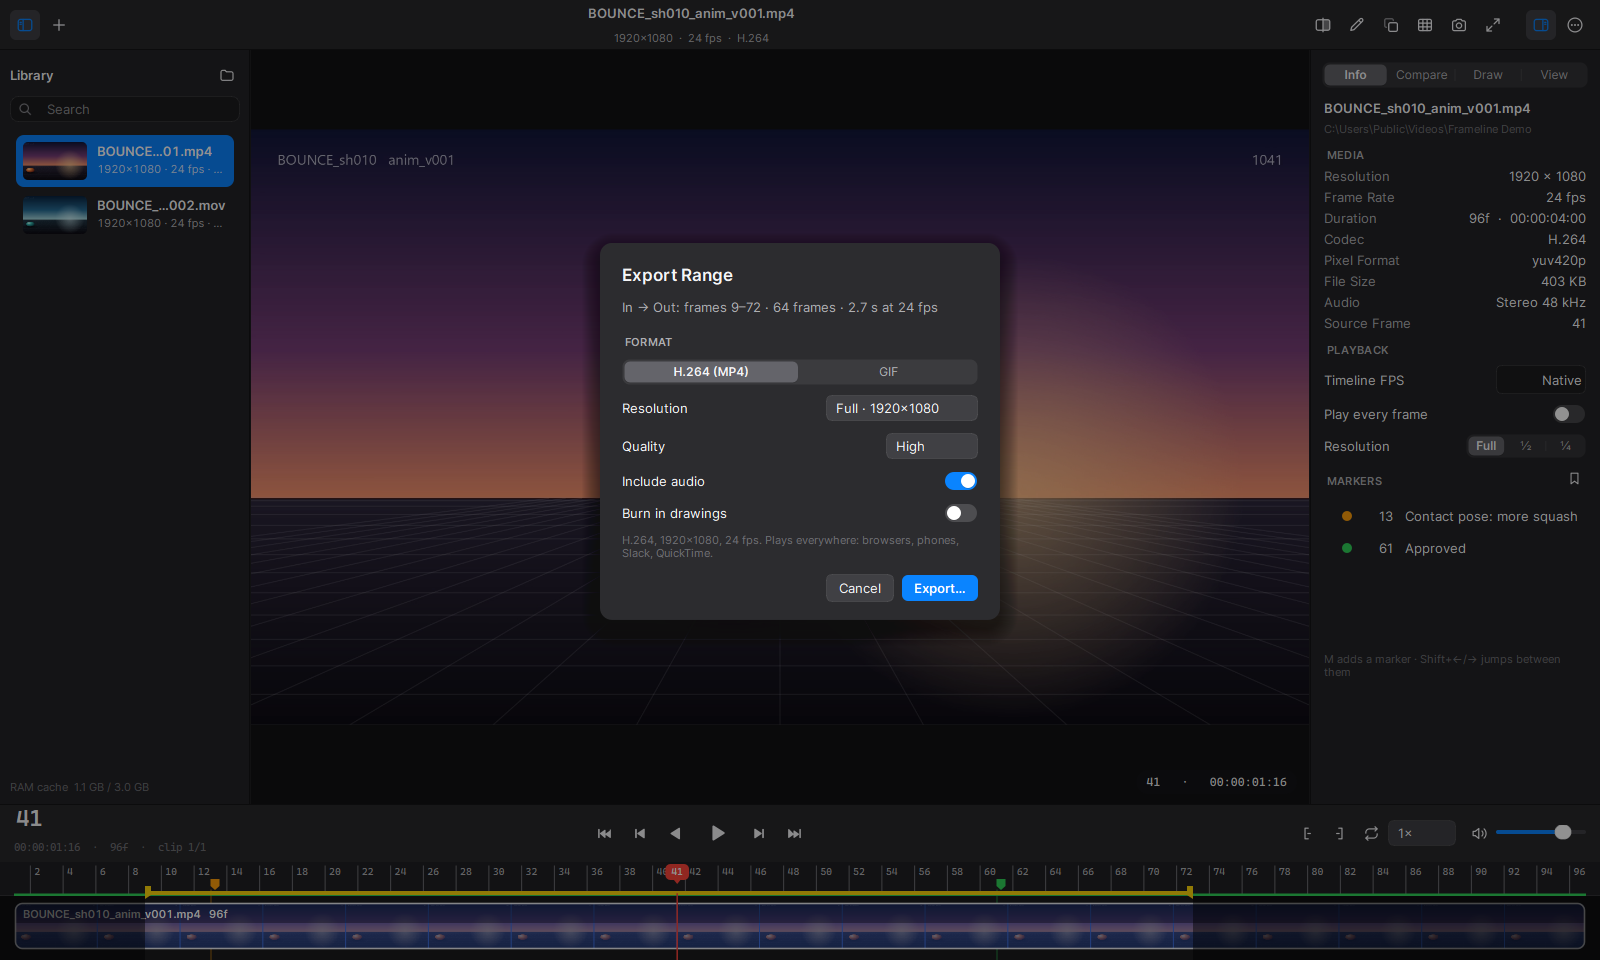 BOUNCE_sh010_anim_v001.mp4
1920×1080 · 24 fps · H.264
Library
Search
BOUNCE...01.mp4
1920×1080 · 24 fps · ...
BOUNCE_...002.mov
1920×1080 · 24 fps · ...
RAM cache 1.1 GB / 3.0 GB
BOUNCE_sh010 anim_v001
1041
Export Range
In → Out: frames 9–72 · 64 frames · 2.7 s at 24 fps
FORMAT
H.264 (MP4) GIF
Resolution Full · 1920×1080
Quality High
Include audio
Burn in drawings
H.264, 1920×1080, 24 fps. Plays everywhere: browsers, phones,
Slack, QuickTime.
Cancel Export...
41 · 00:00:01:16
Info Compare Draw View
BOUNCE_sh010_anim_v001.mp4
C:\Users\Public\Videos\Frameline Demo
MEDIA
Resolution 1920 × 1080
Frame Rate 24 fps
Duration 96f · 00:00:04:00
Codec H.264
Pixel Format yuv420p
File Size 403 KB
Audio Stereo 48 kHz
Source Frame 41
PLAYBACK
Timeline FPS Native
Play every frame
Resolution Full ½ ¼
MARKERS
13 Contact pose: more squash
61 Approved
M adds a marker · Shift+←/→ jumps between
them
41
00:00:01:16 · 96f · clip 1/1
1×
2 4 6 8 10 12 14 16 18 20 22 24 26 28 30 32 34 36 38 41 42 44 46 48 50 52 54 56 58 60 62 64 66 68 70 72 74 76 78 80 82 84 86 88 90 92 94 96
BOUNCE_sh010_anim_v001.mp4 96f